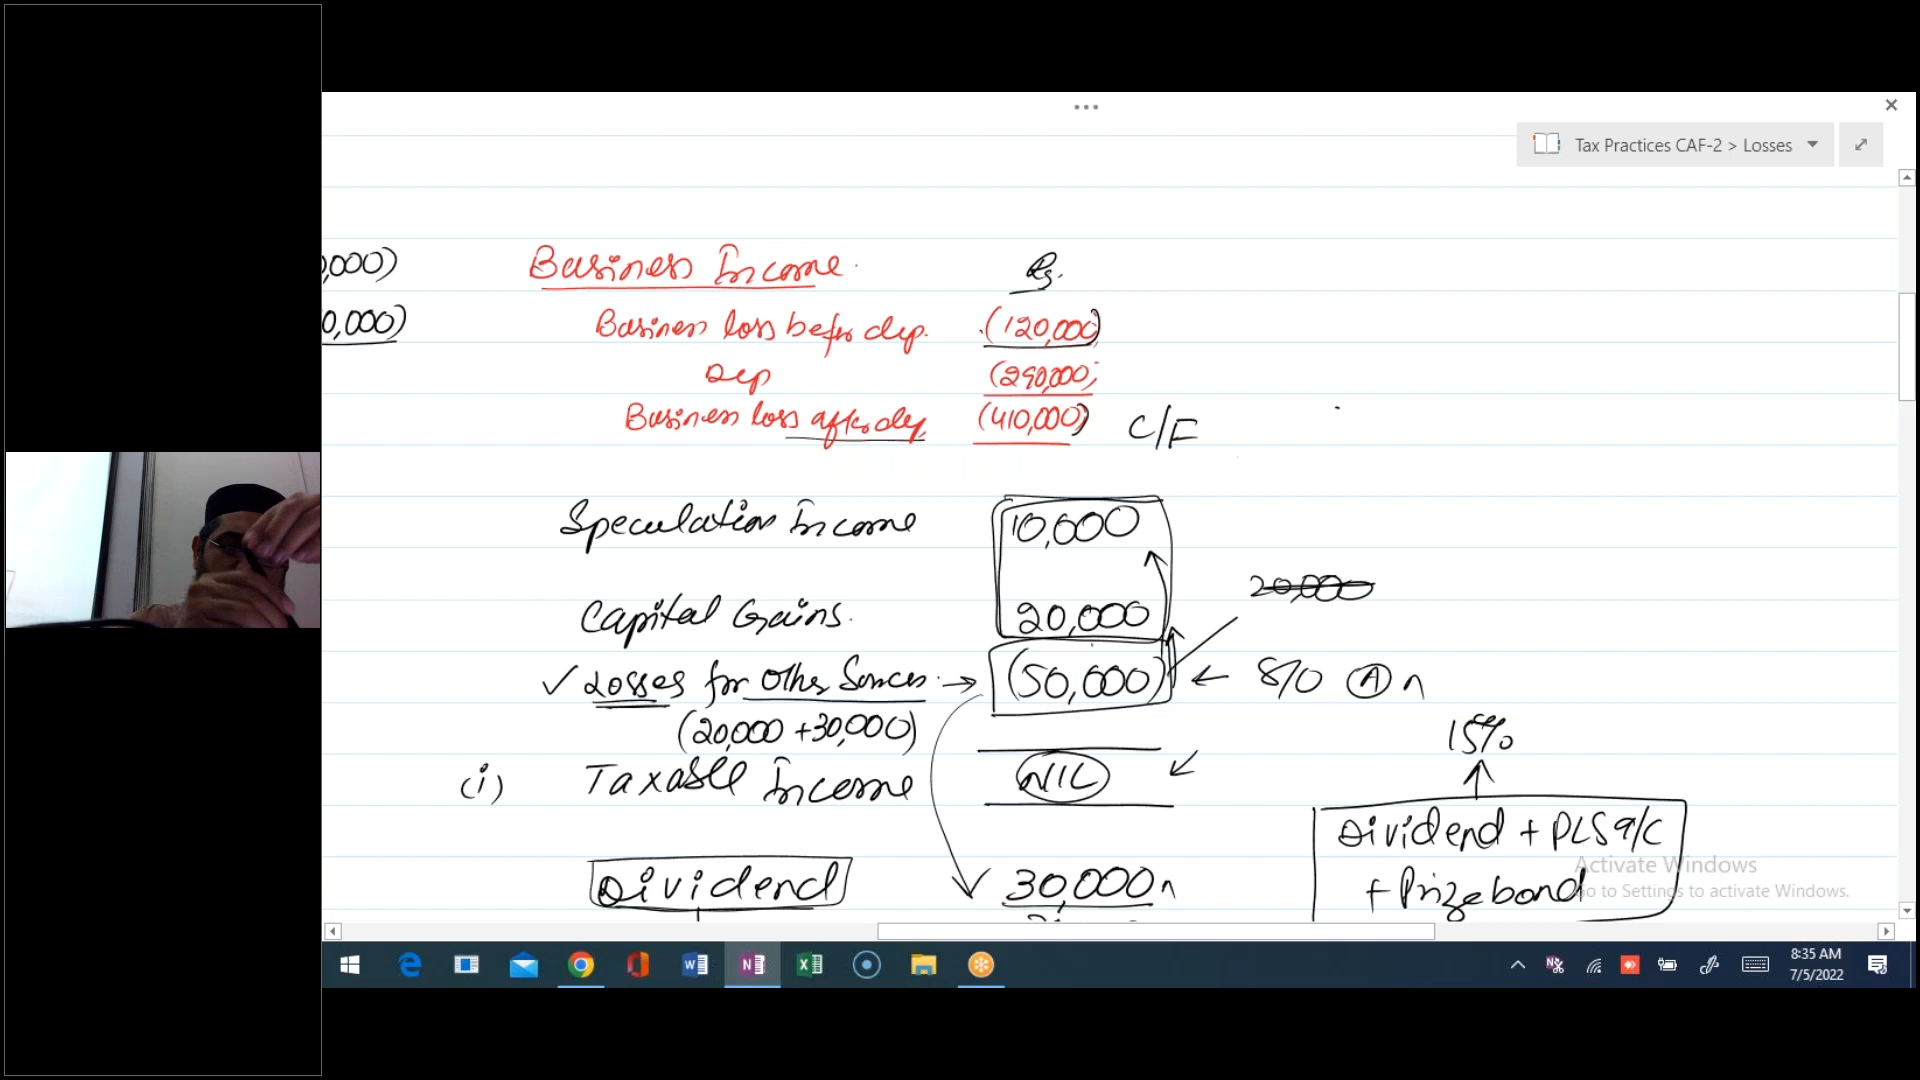 Tax Practices CAF-2 > Losses
,000)
Business Income
Rs.
0,000)
Business loss before dep.
(120,000)
Dep
(290,000)
Business loss after dep.
(410,000)
C/F
Speculation Income
10,000
20,000
Capital Gains.
20,000
✓ Losses for Other Sources. →
(50,000)
← S/O Ⓐ
(20,000 + 30,000)
15%
(i) Taxable Income
NIL
Dividend + PLS A/C
+ Prizebond
Dividend
30,000
Activate Windows
Go to Settings to activate Windows.
8:35 AM
7/5/2022